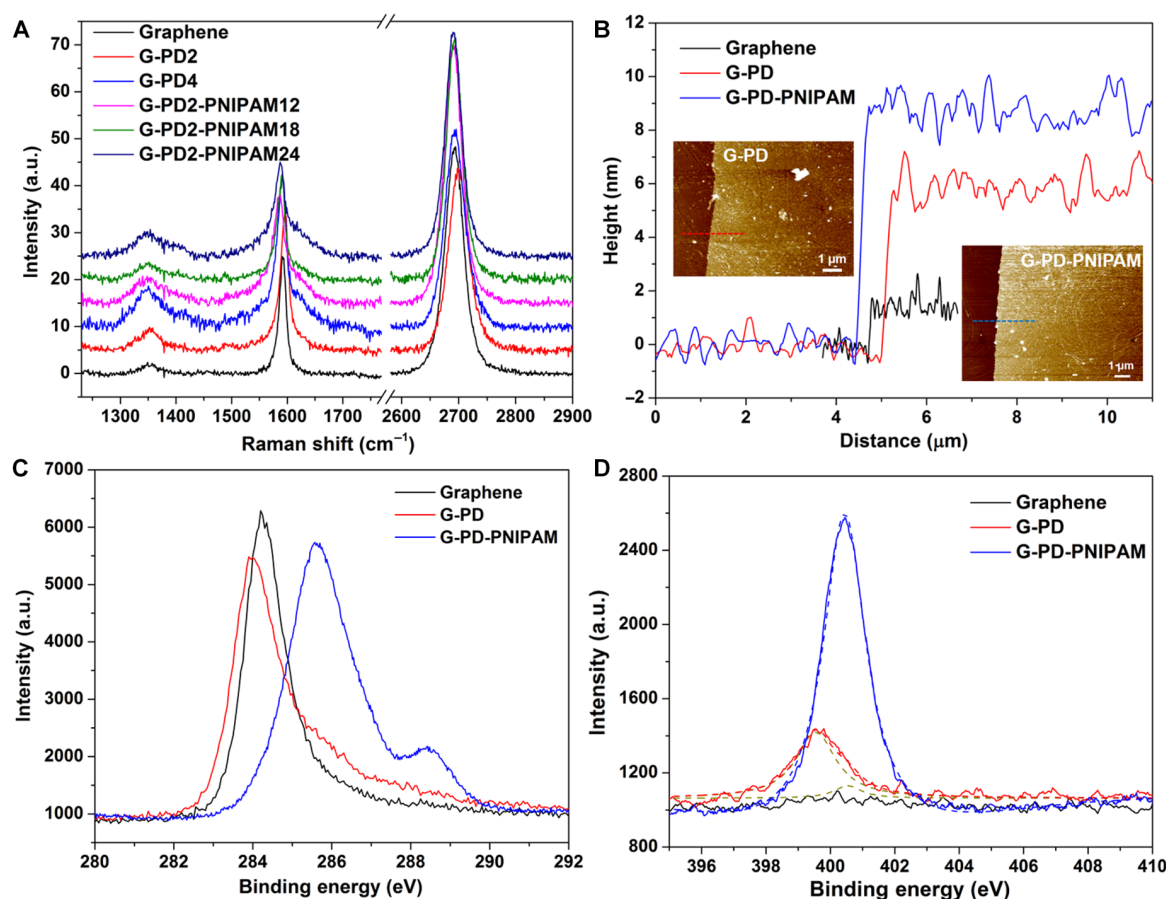 A
Graphene
G-PD2
G-PD4
G-PD2-PNIPAM12
G-PD2-PNIPAM18
G-PD2-PNIPAM24
70
60
50
40
30
20
10
0
Intensity (a.u.)
1300 1400 1500 1600 1700 2600 2700 2800 2900
Raman shift (cm⁻¹)
B
Graphene
G-PD
G-PD-PNIPAM
12
10
8
6
4
2
0
−2
Height (nm)
G-PD
1 μm
G-PD-PNIPAM
1 μm
0 2 4 6 8 10
Distance (μm)
C
Graphene
G-PD
G-PD-PNIPAM
7000
6000
5000
4000
3000
2000
1000
Intensity (a.u.)
280 282 284 286 288 290 292
Binding energy (eV)
D
Graphene
G-PD
G-PD-PNIPAM
2800
2400
2000
1600
1200
800
Intensity (a.u.)
396 398 400 402 404 406 408 410
Binding energy (eV)